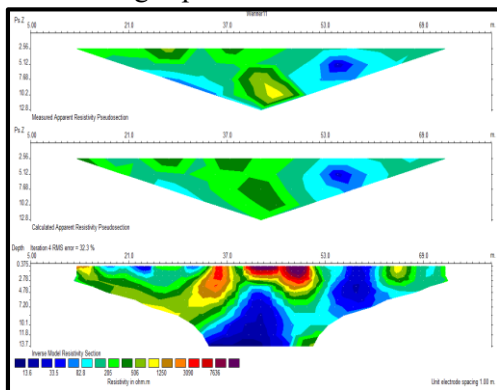 Wenner11
Ps.Z 5.00 21.0 37.0 53.0 69.0 m.
2.56
5.12
7.68
10.2
12.8
Measured Apparent Resistivity Pseudosection
Ps.Z 5.00 21.0 37.0 53.0 69.0 m.
2.56
5.12
7.68
10.2
12.8
Calculated Apparent Resistivity Pseudosection
Depth Iteration 4 RMS error = 32.3 %
5.00 21.0 37.0 53.0 69.0 m.
0.375
2.78
4.79
7.20
10.1
11.8
13.7
Inverse Model Resistivity Section
13.6 33.5 82.8 205 506 1250 3090 7636
Resistivity in ohm.m Unit electrode spacing 1.00 m.